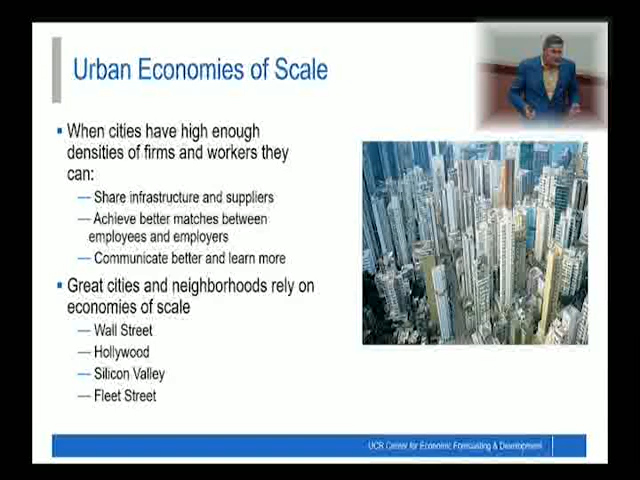 Urban Economies of Scale
When cities have high enough
densities of firms and workers they
can:
— Share infrastructure and suppliers
— Achieve better matches between
employees and employers
— Communicate better and learn more
Great cities and neighborhoods rely on
economies of scale
— Wall Street
— Hollywood
— Silicon Valley
— Fleet Street
UCR Center for Economic Forecasting & Development